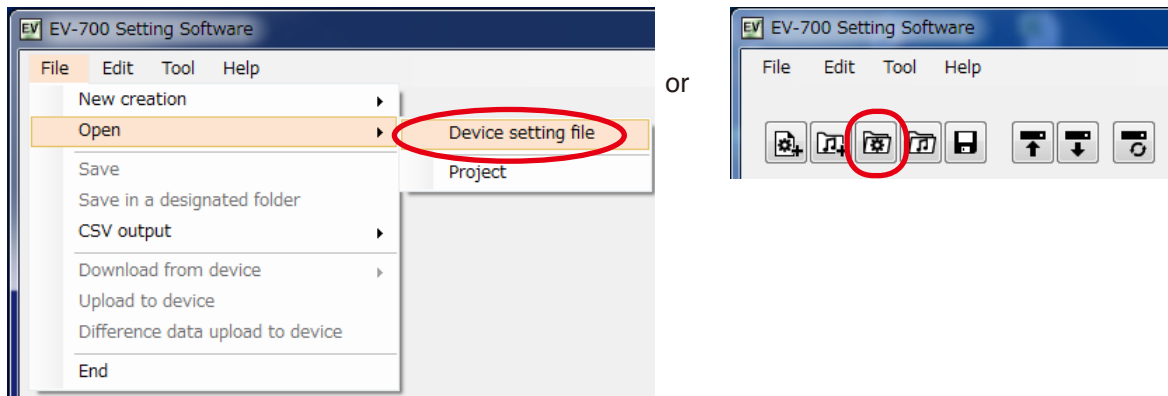 EV EV-700 Setting Software
File Edit Tool Help
New creation
Open
Device setting file
Project
Save
Save in a designated folder
CSV output
Download from device
Upload to device
Difference data upload to device
End
or
EV EV-700 Setting Software
File Edit Tool Help